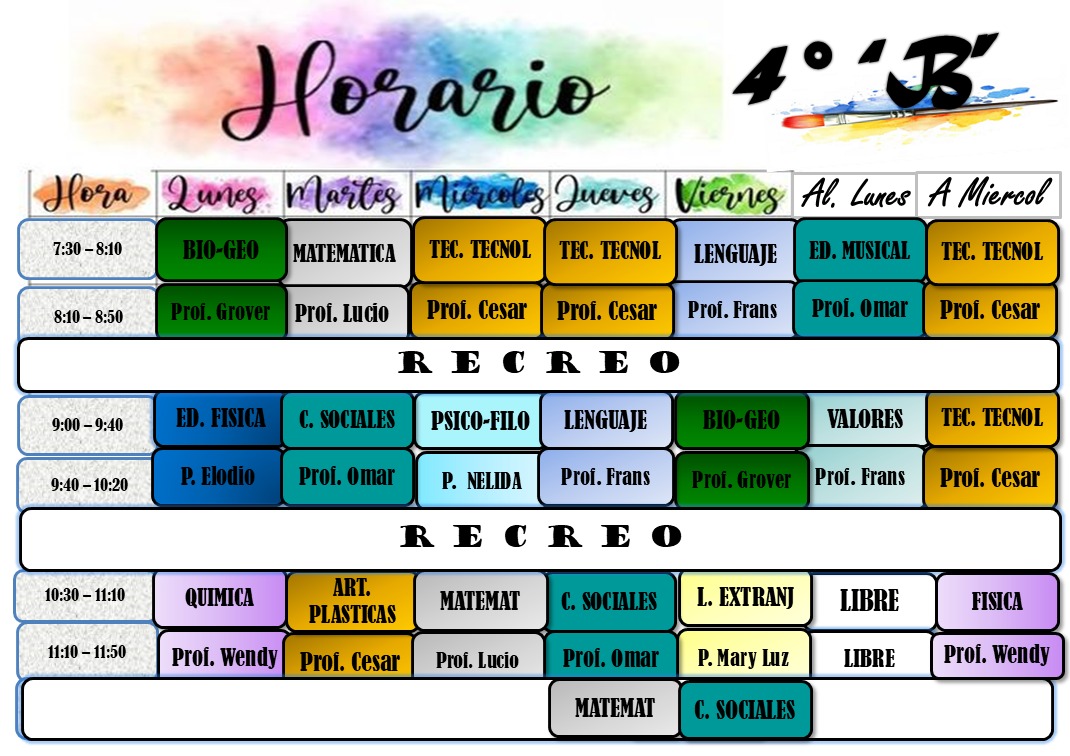 Horario
4° "B"
Hora Lunes Martes Miércoles Jueves Viernes Al. Lunes A Miercol
7:30 – 8:10 BIO-GEO MATEMATICA TEC. TECNOL TEC. TECNOL LENGUAJE ED. MUSICAL TEC. TECNOL
8:10 – 8:50 Prof. Grover Prof. Lucio Prof. Cesar Prof. Cesar Prof. Frans Prof. Omar Prof. Cesar
R E C R E O
9:00 – 9:40 ED. FISICA C. SOCIALES PSICO-FILO LENGUAJE BIO-GEO VALORES TEC. TECNOL
9:40 – 10:20 P. Elodio Prof. Omar P. NELIDA Prof. Frans Prof. Grover Prof. Frans Prof. Cesar
R E C R E O
10:30 – 11:10 QUIMICA ART. PLASTICAS MATEMAT C. SOCIALES L. EXTRANJ LIBRE FISICA
11:10 – 11:50 Prof. Wendy Prof. Cesar Prof. Lucio Prof. Omar P. Mary Luz LIBRE Prof. Wendy
MATEMAT C. SOCIALES